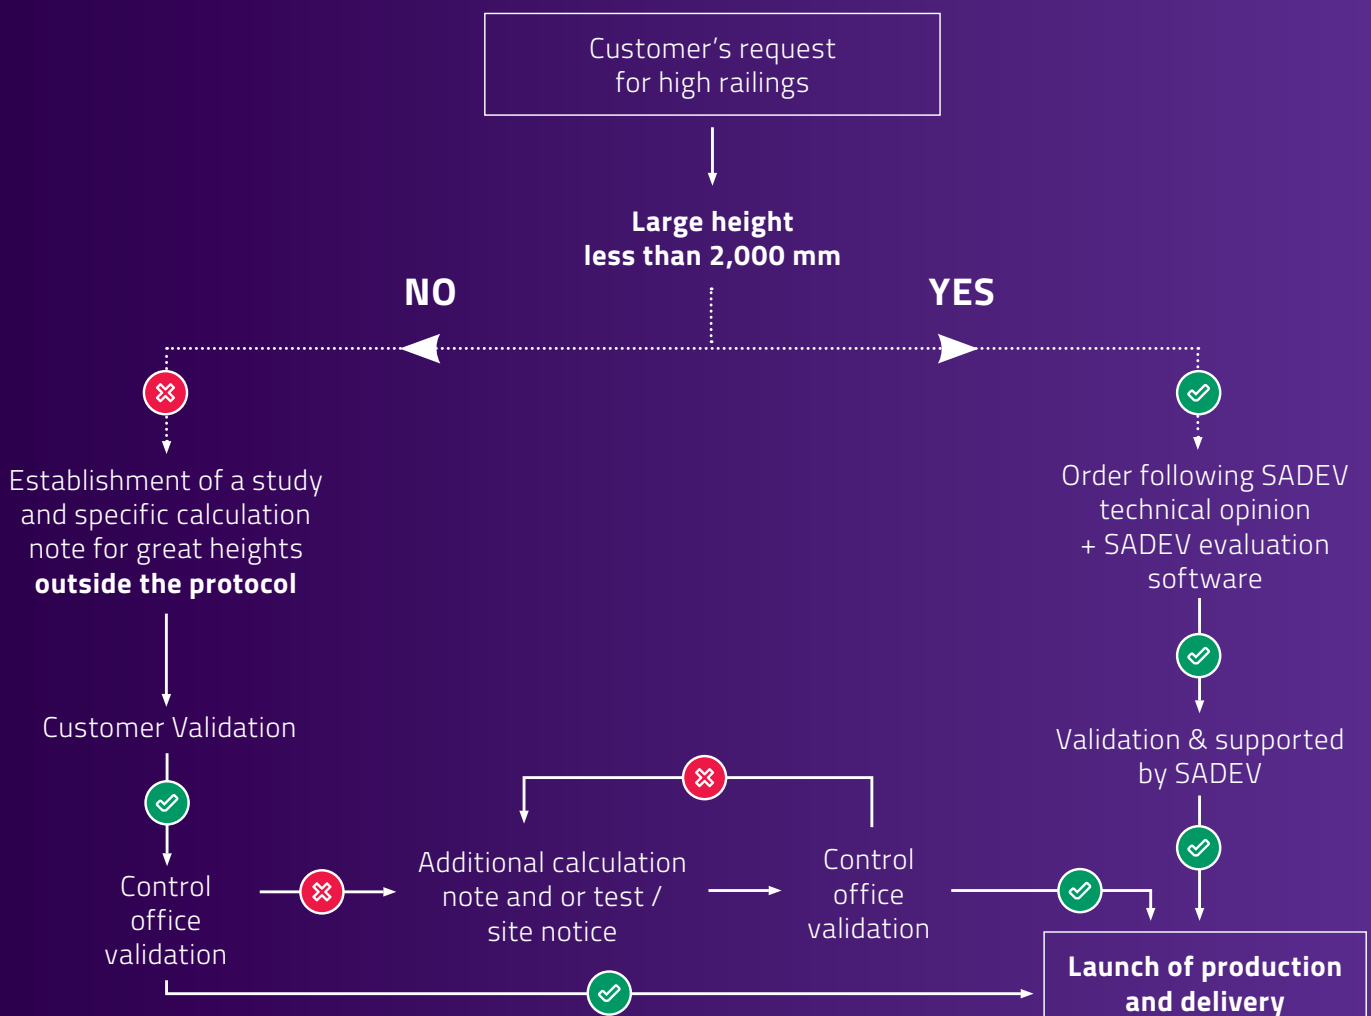 Customer’s request
for high railings
Large height
less than 2,000 mm
NO
YES
Establishment of a study
and specific calculation
note for great heights
outside the protocol
Order following SADEV
technical opinion
+ SADEV evaluation
software
Customer Validation
Validation & supported
by SADEV
Control
office
validation
Additional calculation
note and or test /
site notice
Control
office
validation
Launch of production
and delivery